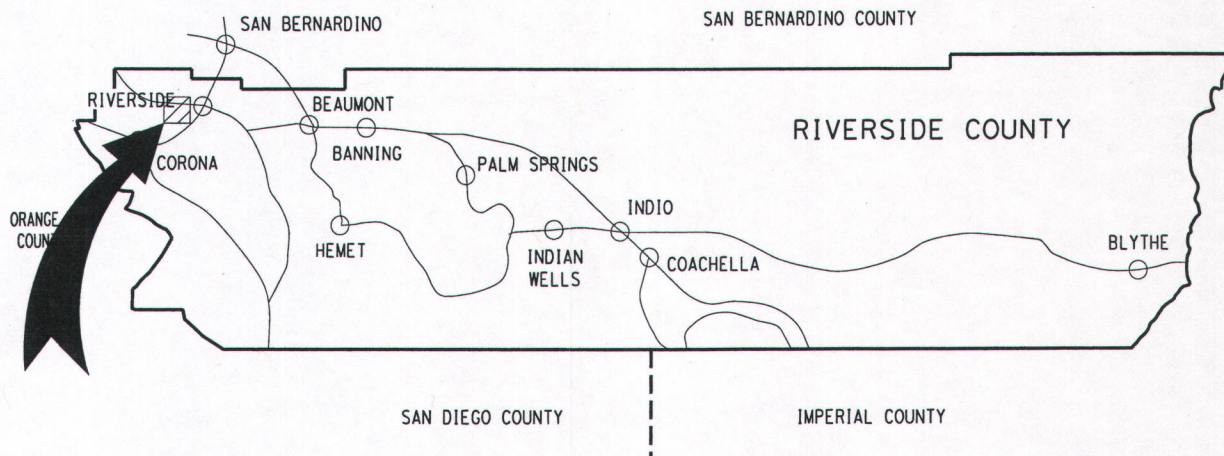 SAN BERNARDINO
SAN BERNARDINO COUNTY
RIVERSIDE
BEAUMONT
RIVERSIDE COUNTY
BANNING
CORONA
PALM SPRINGS
ORANGE
INDIO
HEMET
INDIAN
WELLS
COACHELLA
BLYTHE
SAN DIEGO COUNTY
IMPERIAL COUNTY